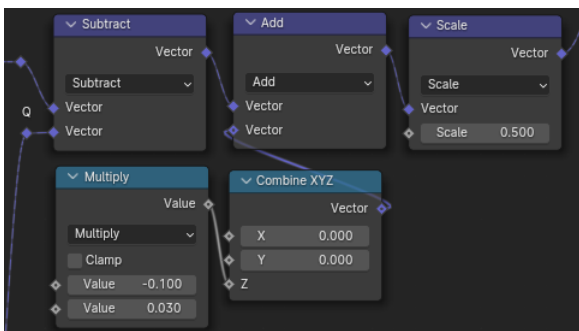 Subtract
Vector
Subtract
Vector
Vector
Q
Add
Vector
Add
Vector
Vector
Scale
Vector
Scale
Vector
Scale 0.500
Multiply
Value
Multiply
Clamp
Value -0.100
Value 0.030
Combine XYZ
Vector
X 0.000
Y 0.000
Z